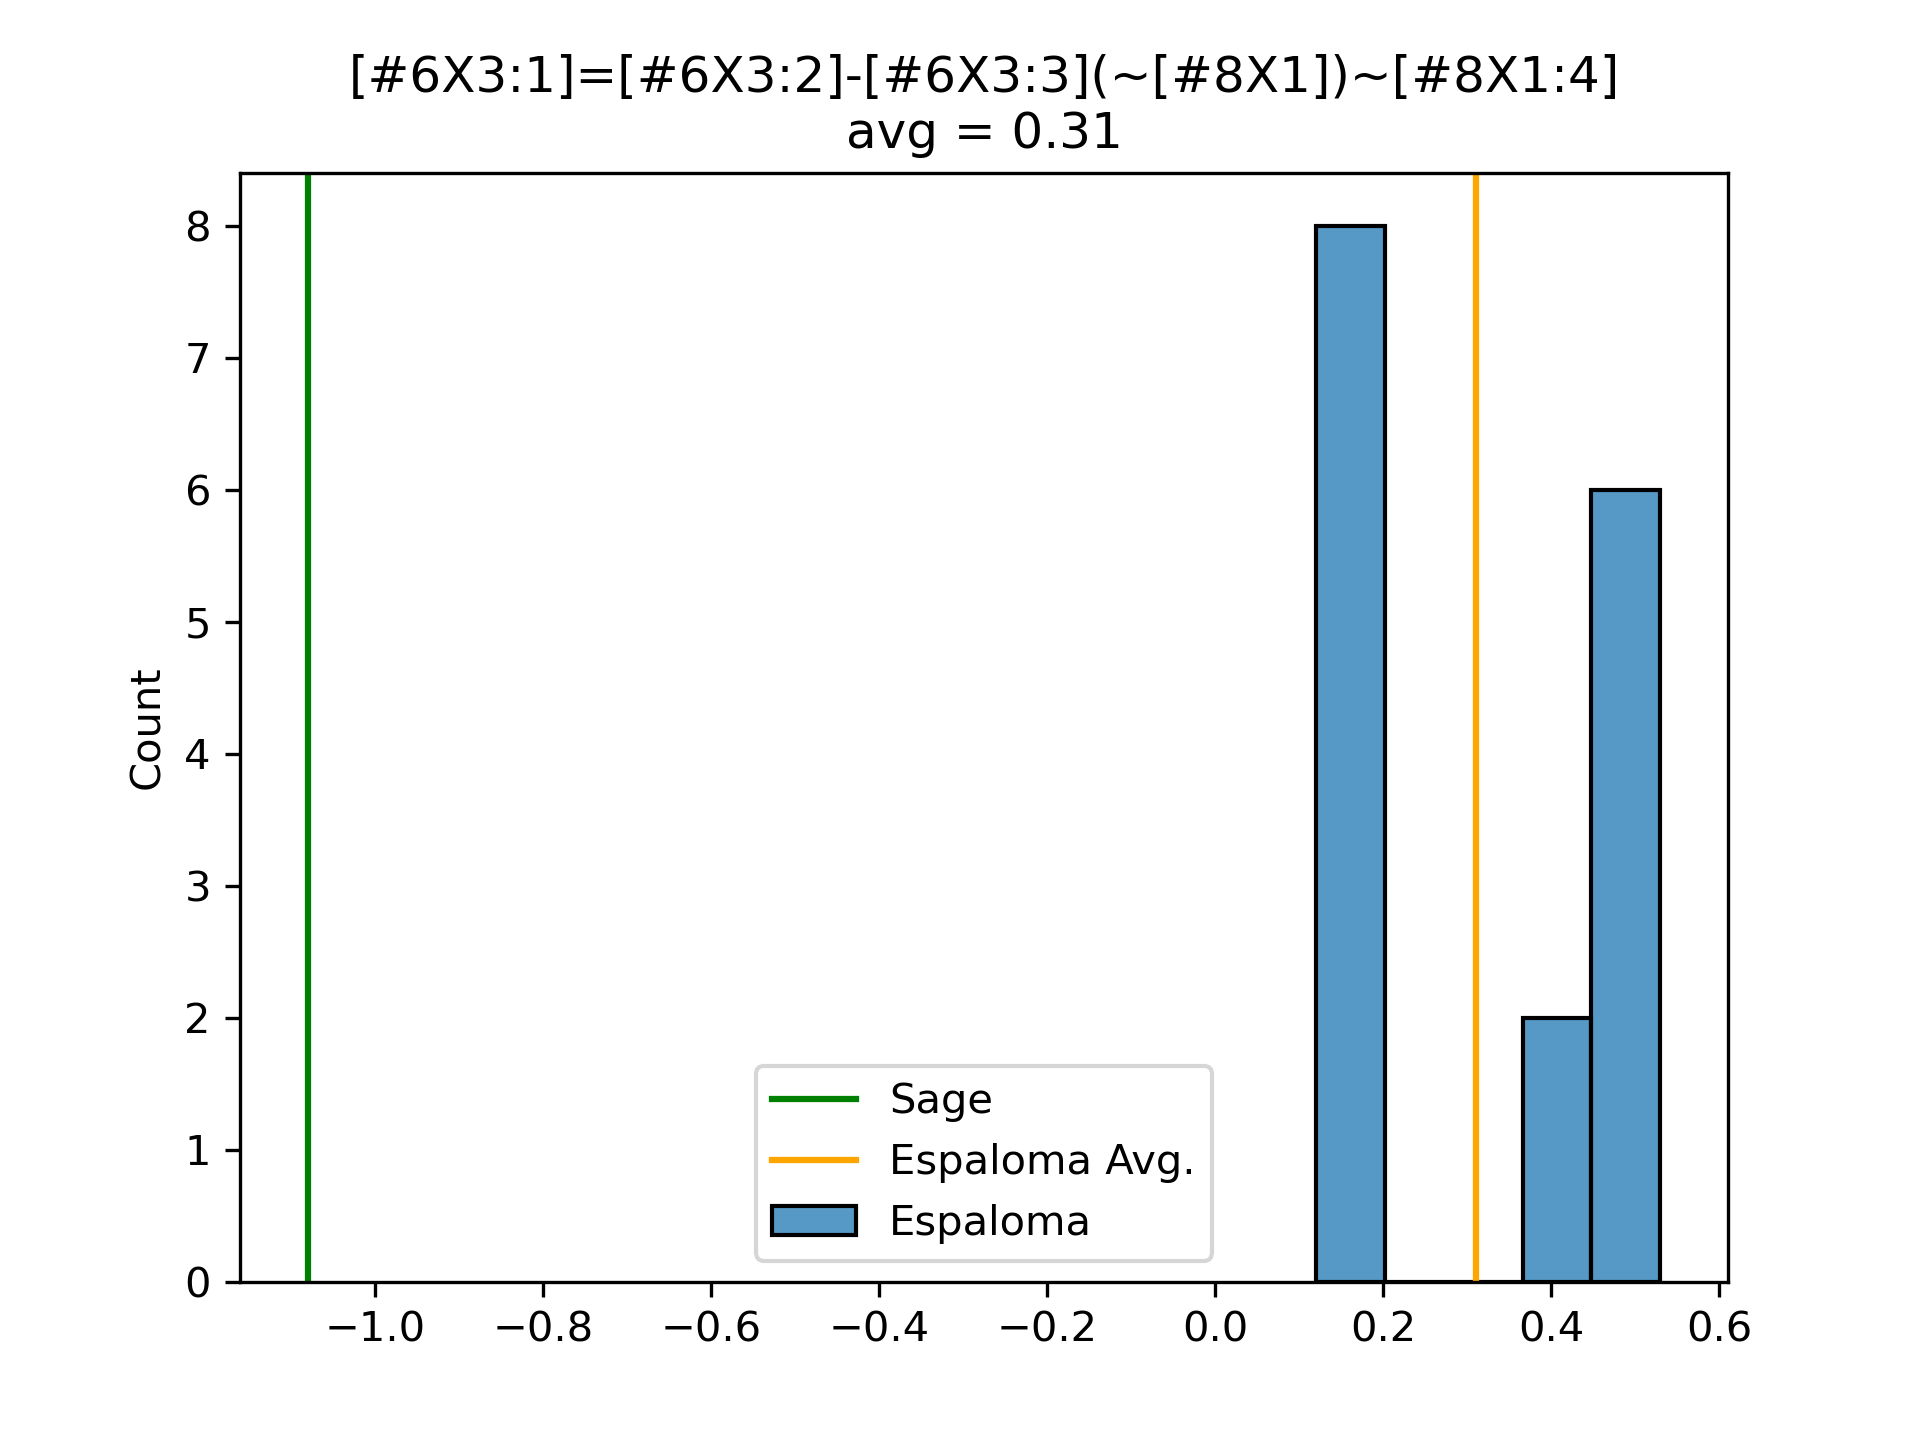 [#6X3:1]=[#6X3:2]-[#6X3:3](~[#8X1])~[#8X1:4]
avg = 0.31
8
7
6
5
4
3
2
1
0
Count
Sage
Espaloma Avg.
Espaloma
−1.0 −0.8 −0.6 −0.4 −0.2 0.0 0.2 0.4 0.6